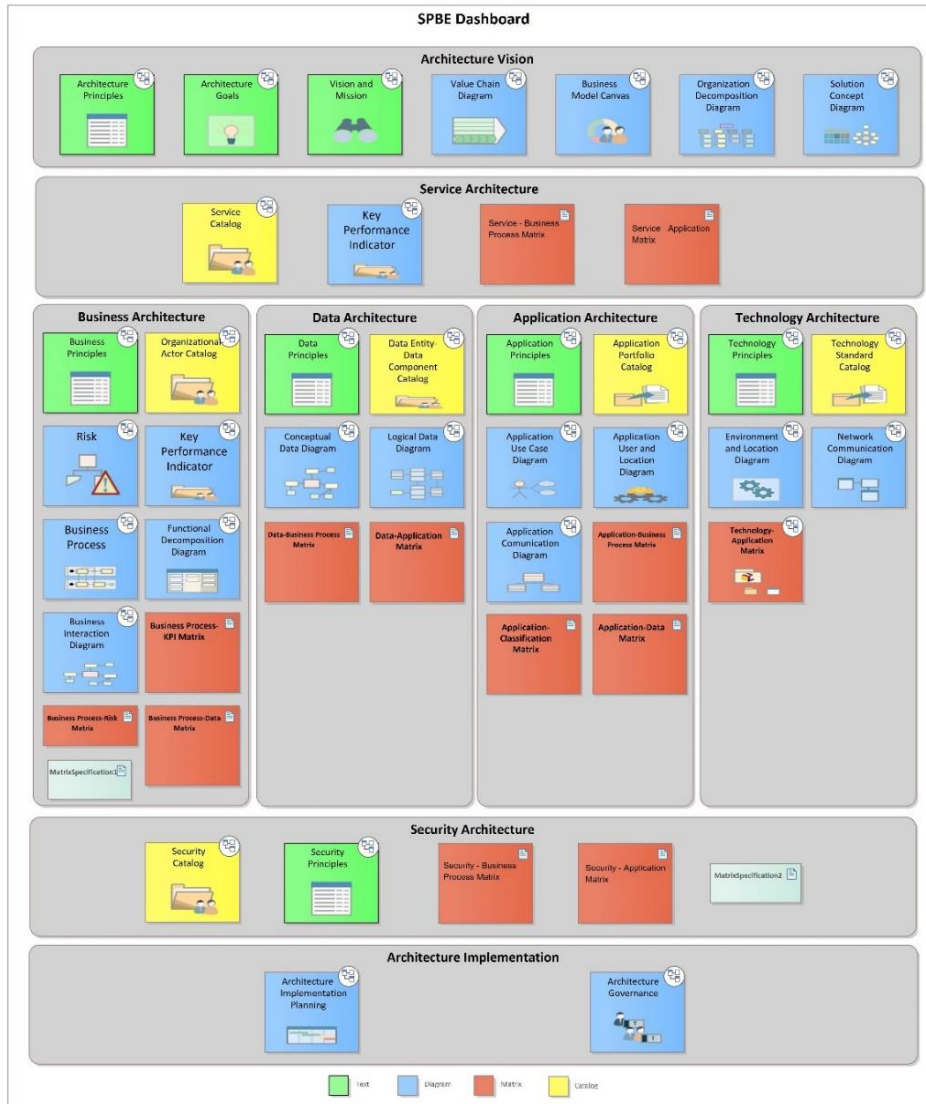 SPBE Dashboard
Architecture Vision
Architecture
Principles
Architecture
Goals
Vision and
Mission
Value Chain
Diagram
Business
Model Canvas
Organization
Decomposition
Diagram
Solution
Concept
Diagram
Service Architecture
Service
Catalog
Key
Performance
Indicator
Service - Business
Process Matrix
Service Application
Matrix
Business Architecture
Business
Principles
Organizational-
Actor Catalog
Risk
Key
Performance
Indicator
Business
Process
Functional
Decomposition
Diagram
Business
Interaction
Diagram
Business Process-
KPI Matrix
Business Process-Risk
Matrix
Business Process-Data
Matrix
MatrixSpecification1
Data Architecture
Data
Principles
Data Entity-
Data
Component
Catalog
Conceptual
Data Diagram
Logical Data
Diagram
Data-Business Process
Matrix
Data-Application
Matrix
Application Architecture
Application
Principles
Application
Portfolio
Catalog
Application
Use Case
Diagram
Application
User and
Location
Diagram
Application
Comunication
Diagram
Application-Business
Process Matrix
Application-
Classification
Matrix
Application-Data
Matrix
Technology Architecture
Technology
Principles
Technology
Standard
Catalog
Environment
and Location
Diagram
Network
Communication
Diagram
Technology-
Application
Matrix
Security Architecture
Security
Catalog
Security
Principles
Security - Business
Process Matrix
Security - Application
Matrix
MatrixSpecification2
Architecture Implementation
Architecture
Implementation
Planning
Architecture
Governance
Text
Diagram
Matrix
Catalog